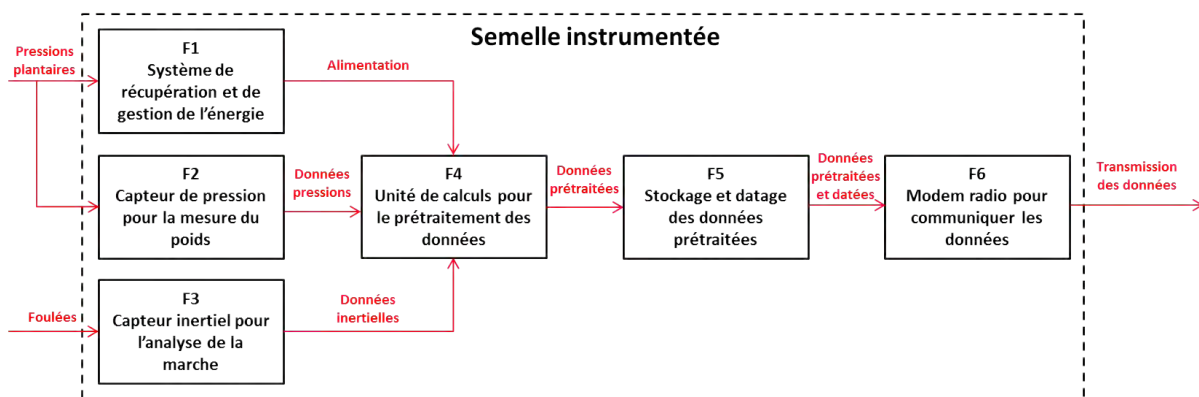 Semelle instrumentée
Pressions
plantaires
F1
Système de
récupération et de
gestion de l'énergie
Alimentation
F2
Capteur de pression
pour la mesure du
poids
Données
pressions
F4
Unité de calculs pour
le prétraitement des
données
Données
prétraitées
F5
Stockage et datage
des données
prétraitées
Données
prétraitées
et datées
F6
Modem radio pour
communiquer les
données
Transmission
des données
Foulées
F3
Capteur inertiel pour
l'analyse de la
marche
Données
inertielles